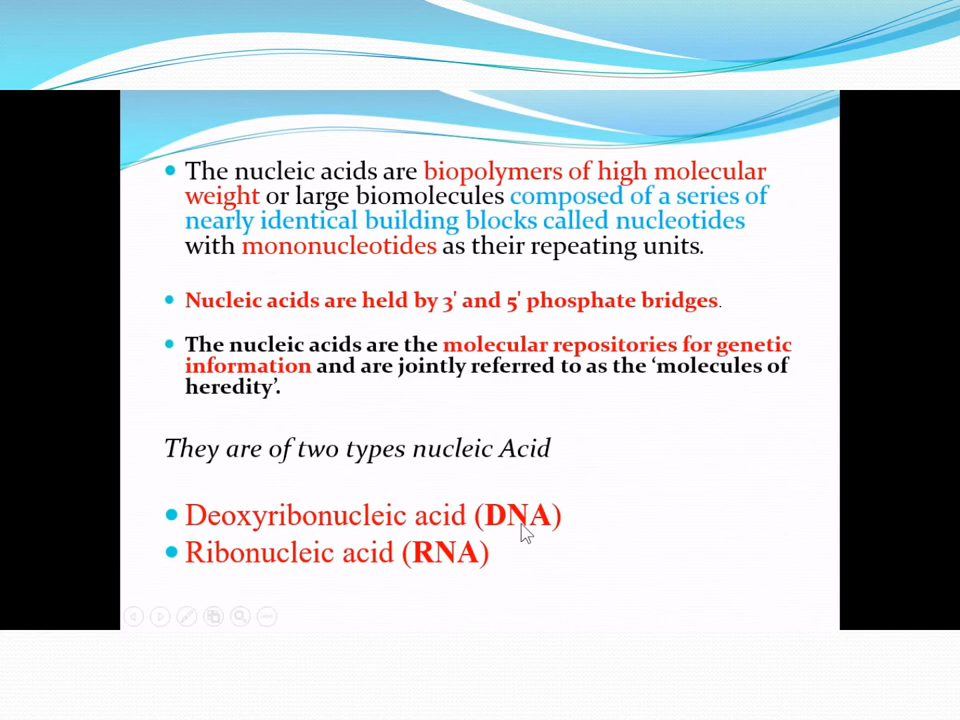 The nucleic acids are biopolymers of high molecular
weight or large biomolecules composed of a series of
nearly identical building blocks called nucleotides
with mononucleotides as their repeating units.
Nucleic acids are held by 3' and 5' phosphate bridges.
The nucleic acids are the molecular repositories for genetic
information and are jointly referred to as the ‘molecules of
heredity’.
They are of two types nucleic Acid
Deoxyribonucleic acid (DNA)
Ribonucleic acid (RNA)